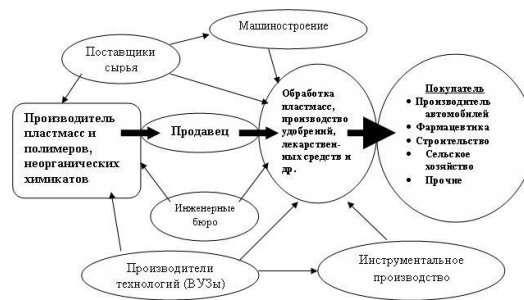 Поставщики
сырья
Машиностроение
Производитель
пластмасс и
полимеров,
неорганических
химикатов
Продавец
Обработка
пластмасс,
производство
удобрений,
лекарствен-
ных средств и
др.
Покупатель
• Производитель
автомобилей
• Фармацевтика
• Строительство
• Сельское
хозяйство
• Прочие
Инженерные
бюро
Производители
технологий (ВУЗы)
Инструментальное
производство